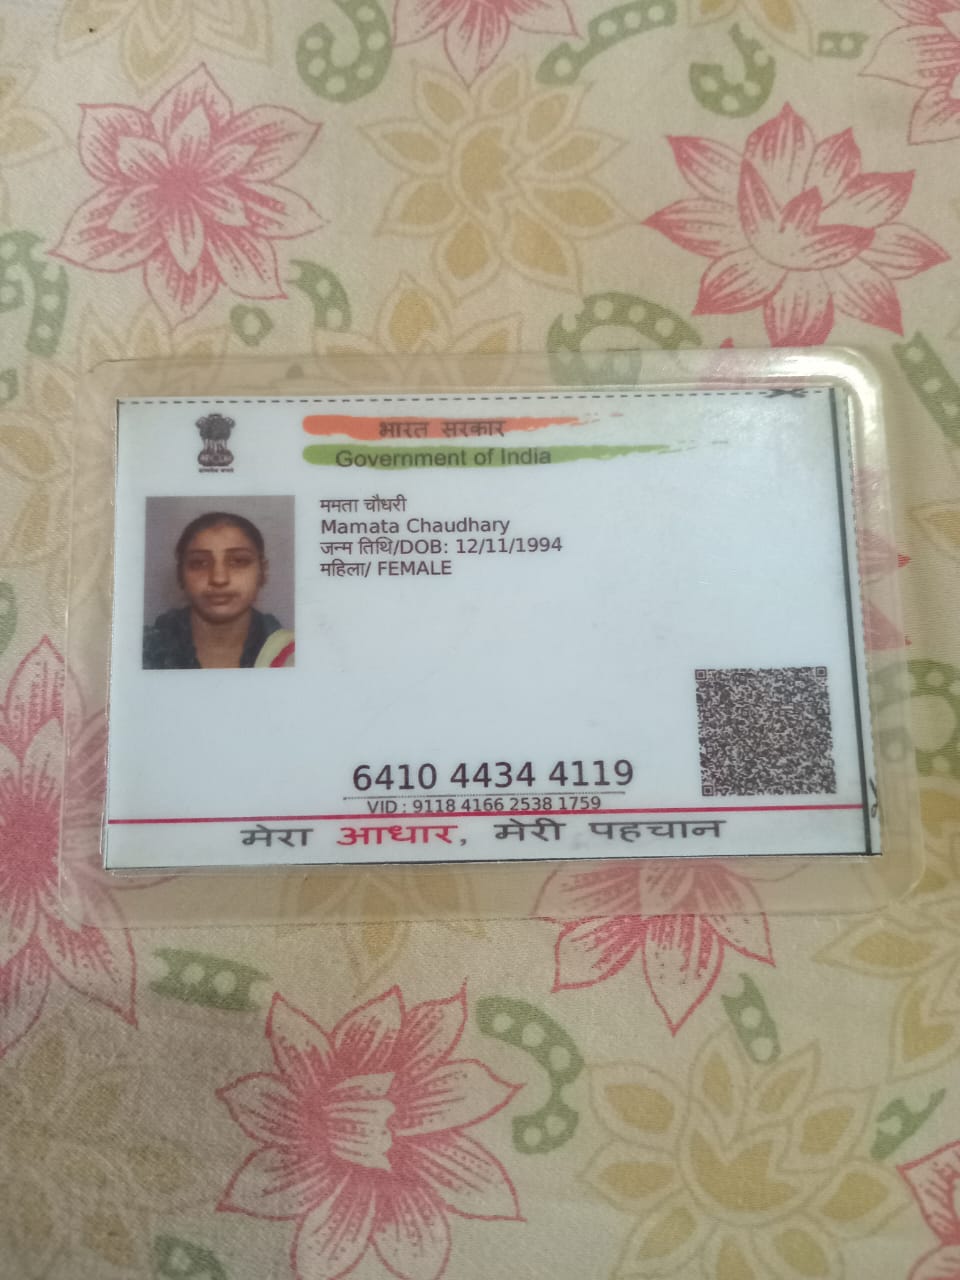 भारत सरकार
Government of India
ममता चौधरी
Mamata Chaudhary
जन्म तिथि/DOB: 12/11/1994
महिला/ FEMALE
6410 4434 4119
VID : 9118 4166 2538 1759
मेरा आधार, मेरी पहचान